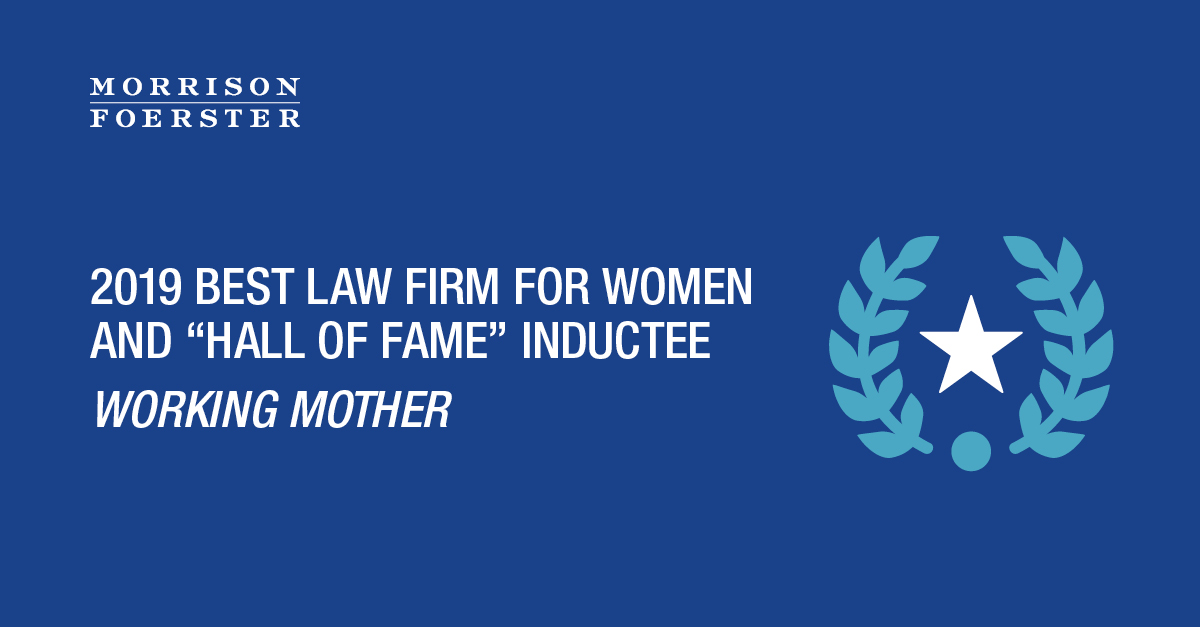 MORRISON
FOERSTER
2019 BEST LAW FIRM FOR WOMEN
AND “HALL OF FAME” INDUCTEE
WORKING MOTHER